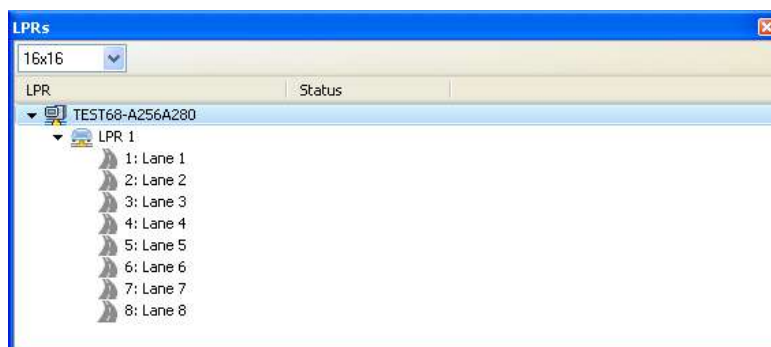 LPRs
16x16
LPR Status
TEST68-A256A280
LPR 1
1: Lane 1
2: Lane 2
3: Lane 3
4: Lane 4
5: Lane 5
6: Lane 6
7: Lane 7
8: Lane 8